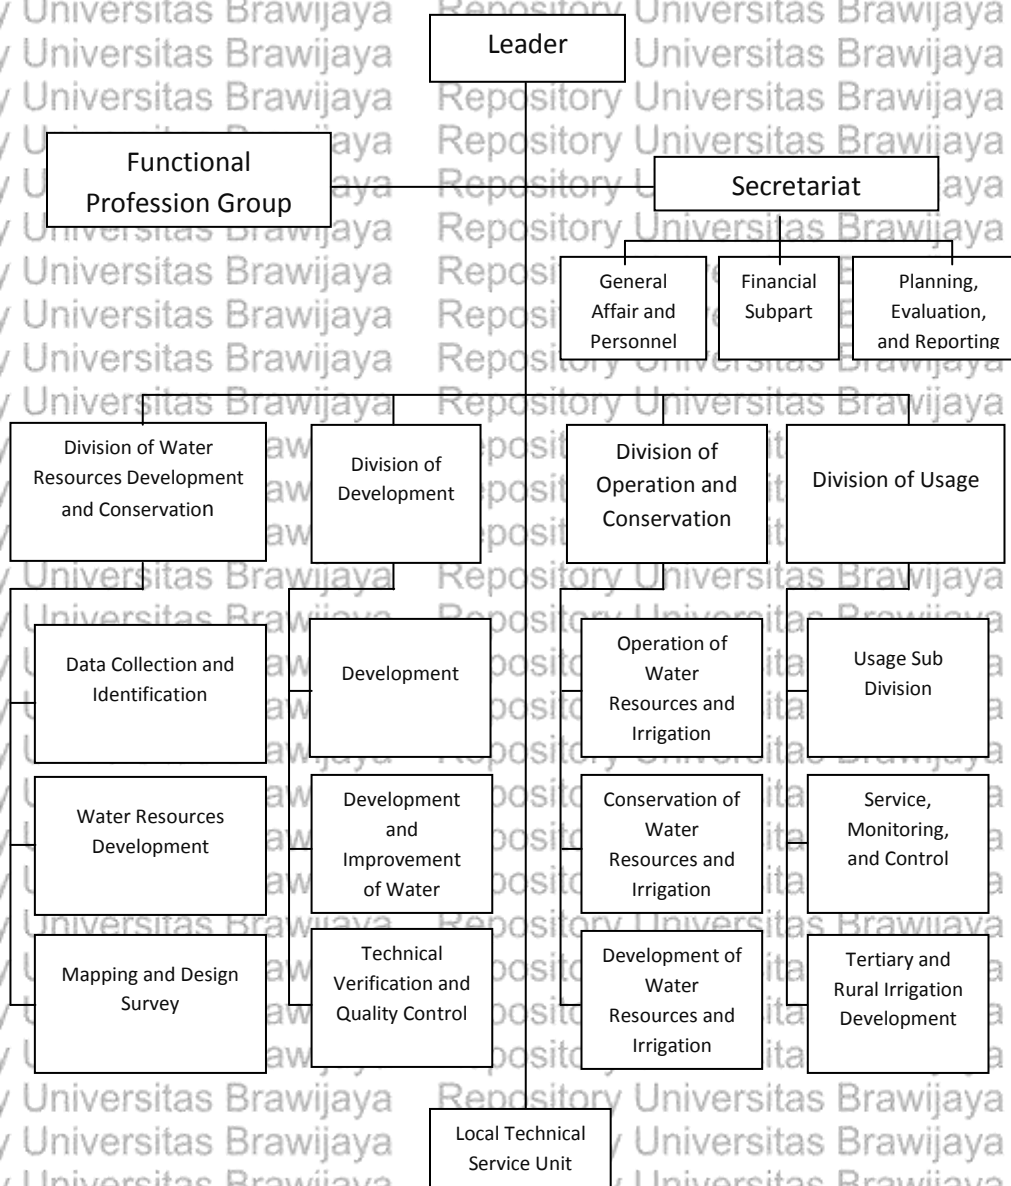 Leader
Functional
Profession Group
Secretariat
General
Affair and
Personnel
Financial
Subpart
Planning,
Evaluation,
and Reporting
Division of Water
Resources Development
and Conservation
Division of
Development
Division of
Operation and
Conservation
Division of Usage
Data Collection and
Identification
Development
Operation of
Water
Resources and
Irrigation
Usage Sub
Division
Water Resources
Development
Development
and
Improvement
of Water
Conservation of
Water
Resources and
Irrigation
Service,
Monitoring,
and Control
Mapping and Design
Survey
Technical
Verification and
Quality Control
Development of
Water
Resources and
Irrigation
Tertiary and
Rural Irrigation
Development
Local Technical
Service Unit
Repository Universitas Brawijaya